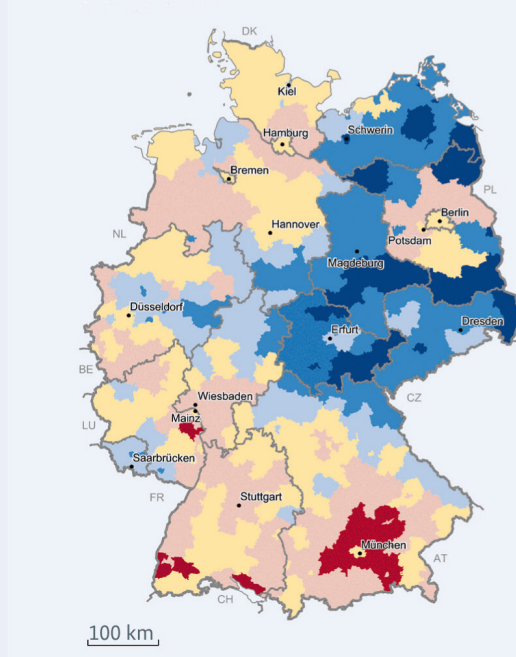 DK
Kiel
Hamburg
Schwerin
Bremen
PL
Berlin
Hannover
NL
Potsdam
Magdeburg
Düsseldorf
Dresden
Erfurt
BE
CZ
Wiesbaden
LU
Mainz
Saarbrücken
FR
Stuttgart
München
AT
CH
100 km